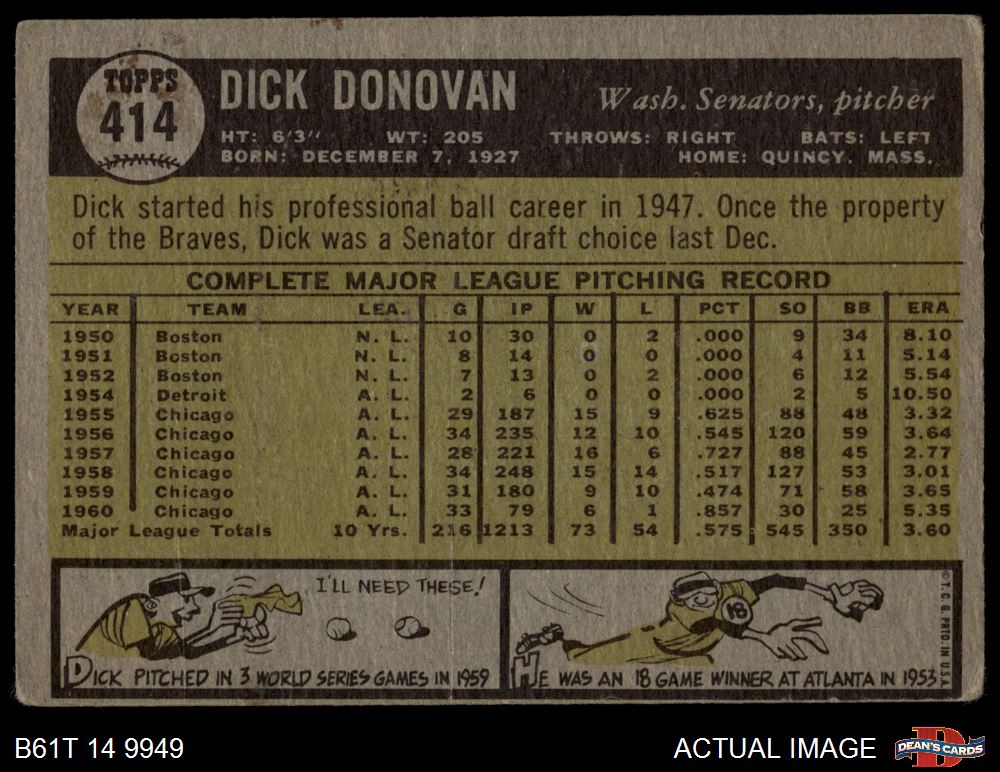 TOPPS
414
DICK DONOVAN
Wash. Senators, pitcher
HT: 6'3" WT: 205 THROWS: RIGHT BATS: LEFT
BORN: DECEMBER 7, 1927 HOME: QUINCY, MASS.
Dick started his professional ball career in 1947. Once the property
of the Braves, Dick was a Senator draft choice last Dec.
COMPLETE MAJOR LEAGUE PITCHING RECORD
YEAR TEAM LEA. G IP W L PCT SO BB ERA
1950 Boston N. L. 10 30 0 2 .000 9 34 8.10
1951 Boston N. L. 8 14 0 0 .000 4 11 5.14
1952 Boston N. L. 7 13 0 2 .000 6 12 5.54
1954 Detroit A. L. 2 6 0 0 .000 2 5 10.50
1955 Chicago A. L. 29 187 15 9 .625 88 48 3.32
1956 Chicago A. L. 34 235 12 10 .545 120 59 3.64
1957 Chicago A. L. 28 221 16 6 .727 88 45 2.77
1958 Chicago A. L. 34 248 15 14 .517 127 53 3.01
1959 Chicago A. L. 31 180 9 10 .474 71 58 3.65
1960 Chicago A. L. 33 79 6 1 .857 30 25 5.35
Major League Totals 10 Yrs. 216 1213 73 54 .575 545 350 3.60
I'LL NEED THESE!
DICK PITCHED IN 3 WORLD SERIES GAMES IN 1959
18
HE WAS AN 18 GAME WINNER AT ATLANTA IN 1953
©T.C.G. PRTD. IN U.S.A.
B61T 14 9949
ACTUAL IMAGE
D
DEAN'S CARDS